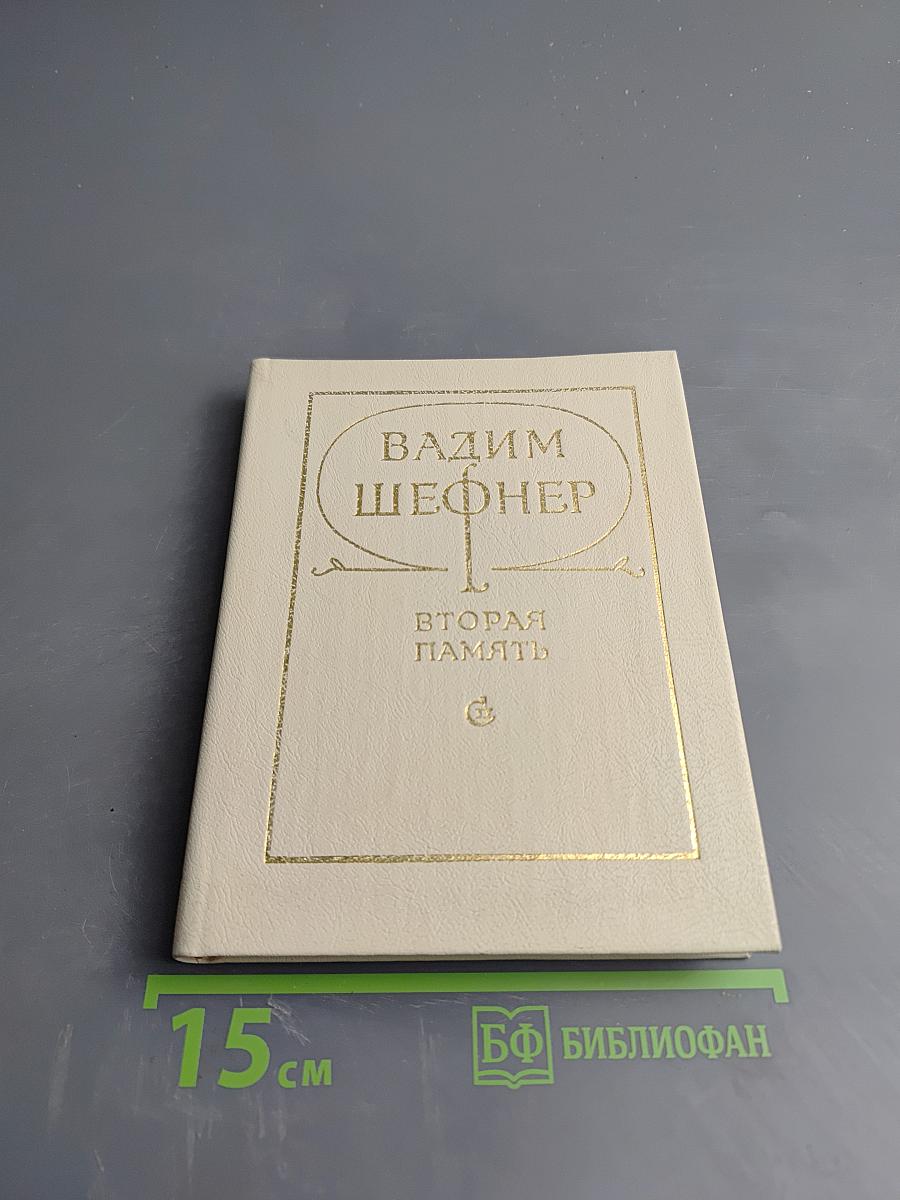 ВАДИМ
ШЕФНЕР
ВТОРАЯ
ПАМЯТЬ
15 см
БФ БИБЛИОФАН